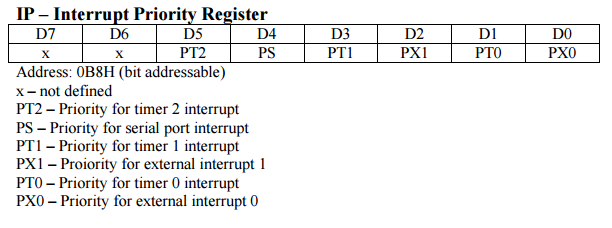 IP – Interrupt Priority Register
D7 D6 D5 D4 D3 D2 D1 D0
x x PT2 PS PT1 PX1 PT0 PX0
Address: 0B8H (bit addressable)
x – not defined
PT2 – Priority for timer 2 interrupt
PS – Priority for serial port interrupt
PT1 – Priority for timer 1 interrupt
PX1 – Proiority for external interrupt 1
PT0 – Priority for timer 0 interrupt
PX0 – Priority for external interrupt 0